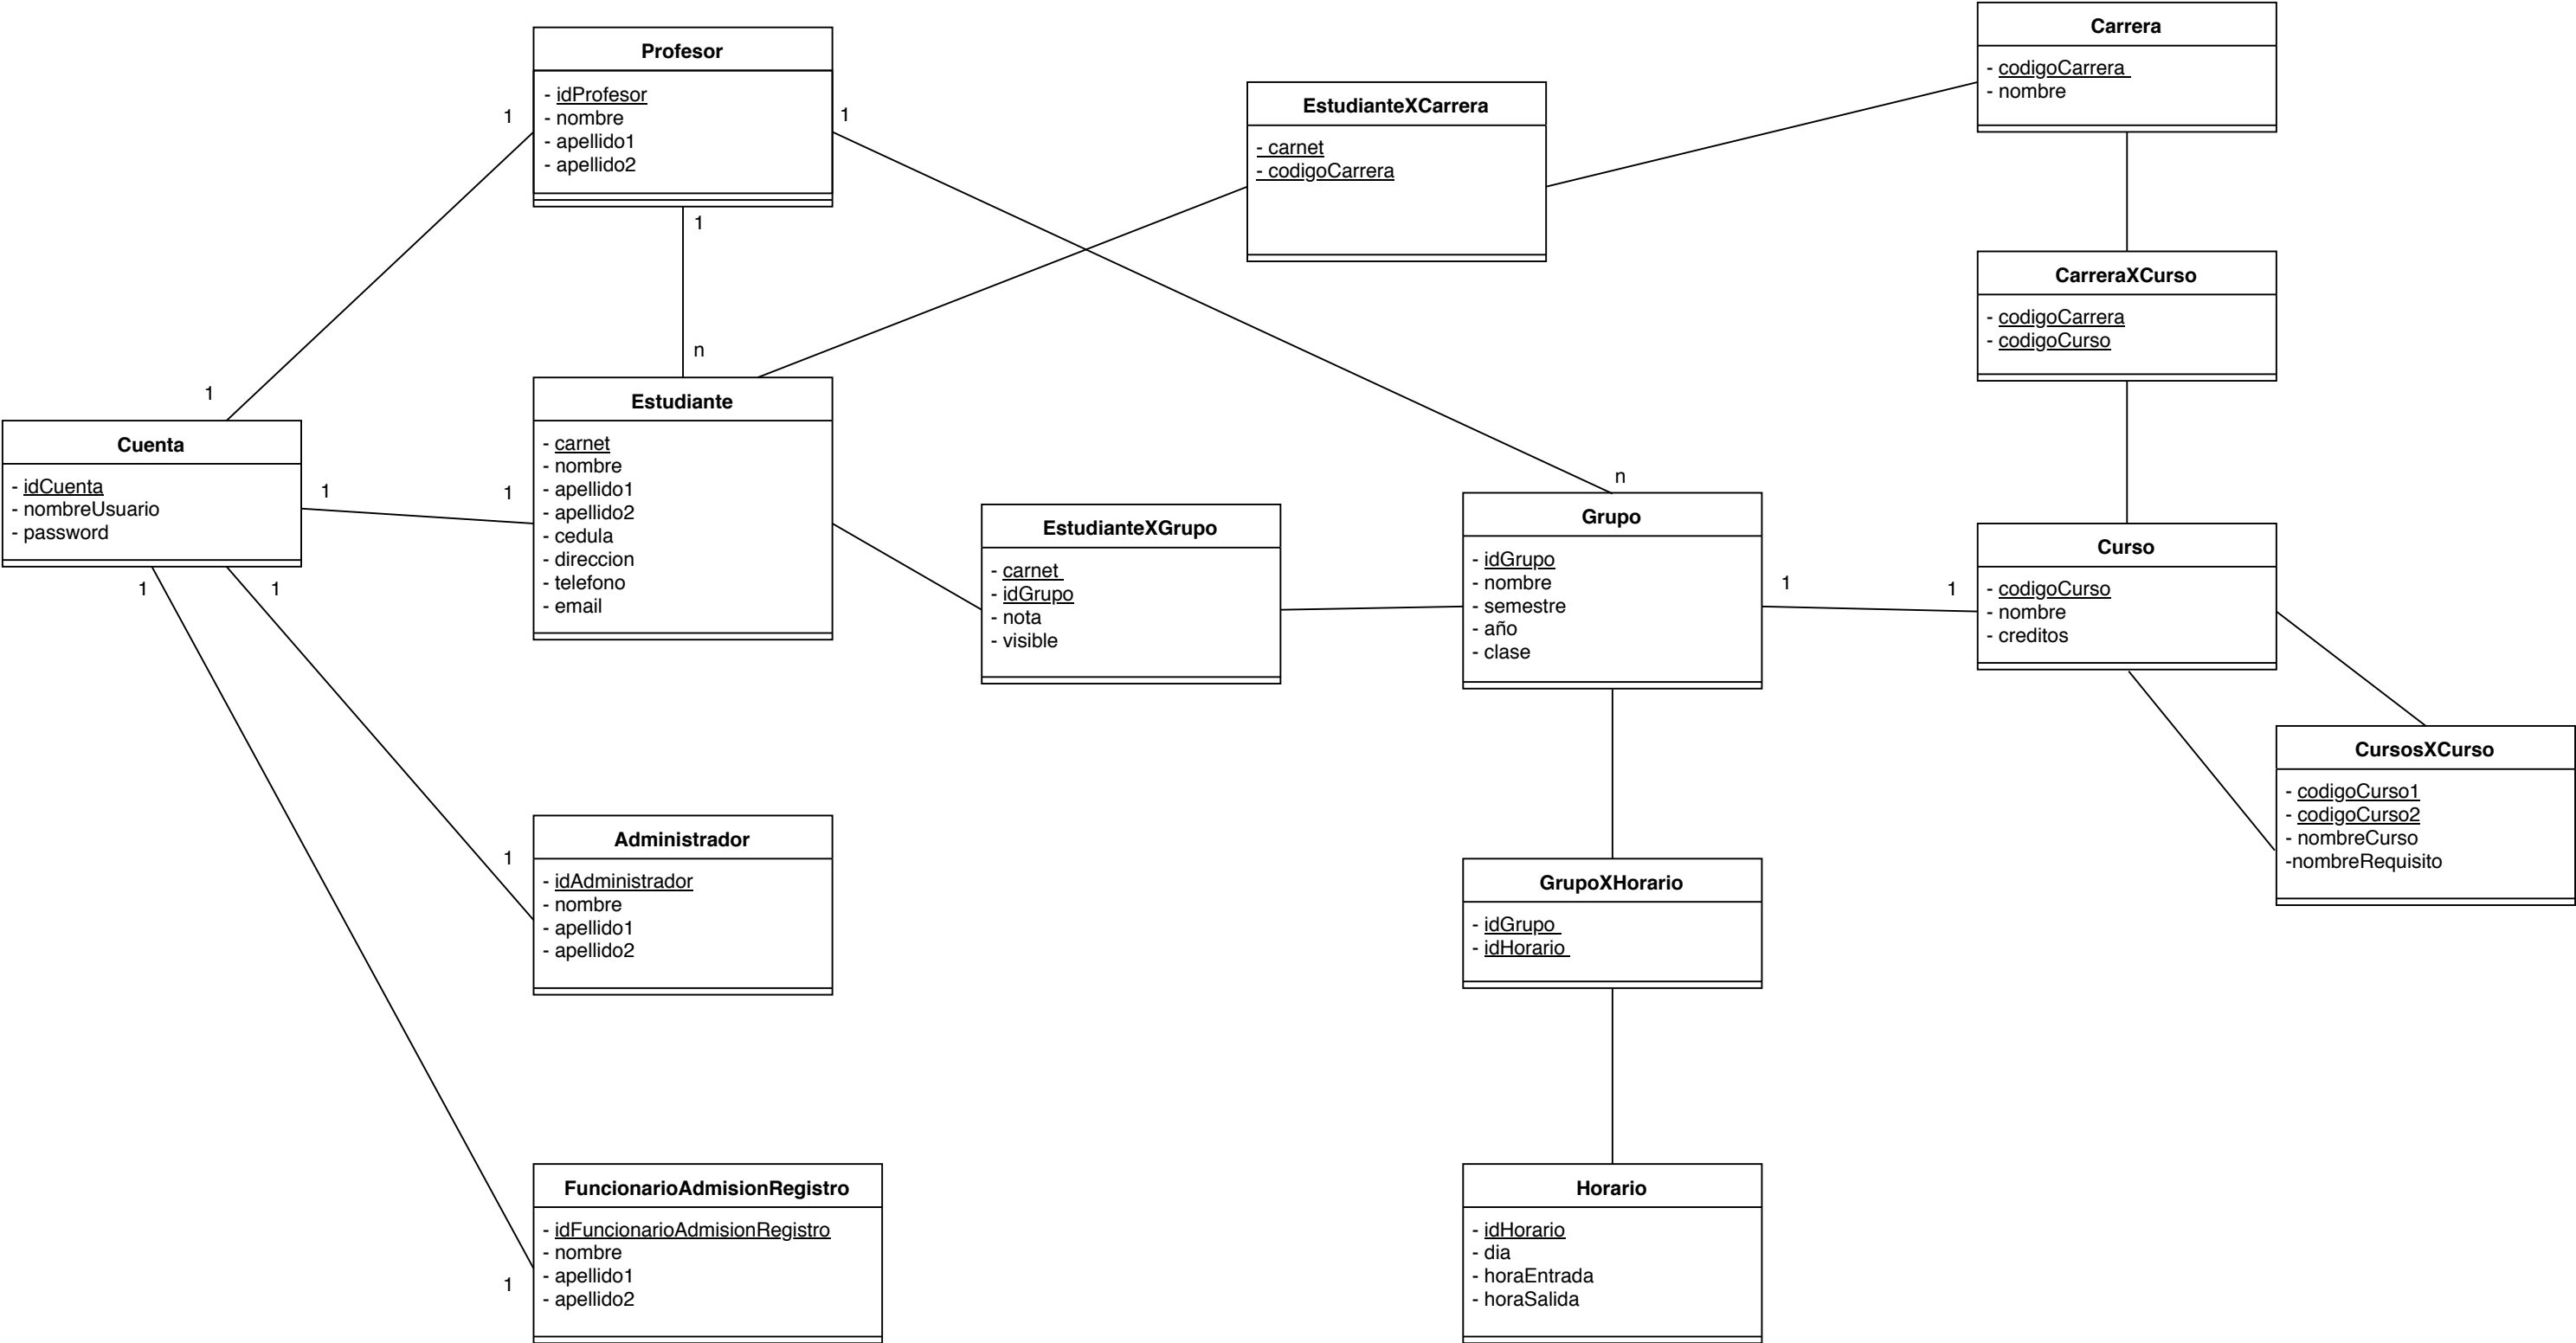 Profesor
- idProfesor
- nombre
- apellido1
- apellido2
1
1
1
n
1
n
EstudianteXCarrera
- carnet
- codigoCarrera
Carrera
- codigoCarrera
- nombre
CarreraXCurso
- codigoCarrera
- codigoCurso
Cuenta
- idCuenta
- nombreUsuario
- password
1
1
1
1
Estudiante
- carnet
- nombre
- apellido1
- apellido2
- cedula
- direccion
- telefono
- email
EstudianteXGrupo
- carnet
- idGrupo
- nota
- visible
Grupo
- idGrupo
- nombre
- semestre
- año
- clase
1
1
Curso
- codigoCurso
- nombre
- creditos
CursosXCurso
- codigoCurso1
- codigoCurso2
- nombreCurso
-nombreRequisito
1
Administrador
- idAdministrador
- nombre
- apellido1
- apellido2
GrupoXHorario
- idGrupo
- idHorario
1
FuncionarioAdmisionRegistro
- idFuncionarioAdmisionRegistro
- nombre
- apellido1
- apellido2
Horario
- idHorario
- dia
- horaEntrada
- horaSalida
1